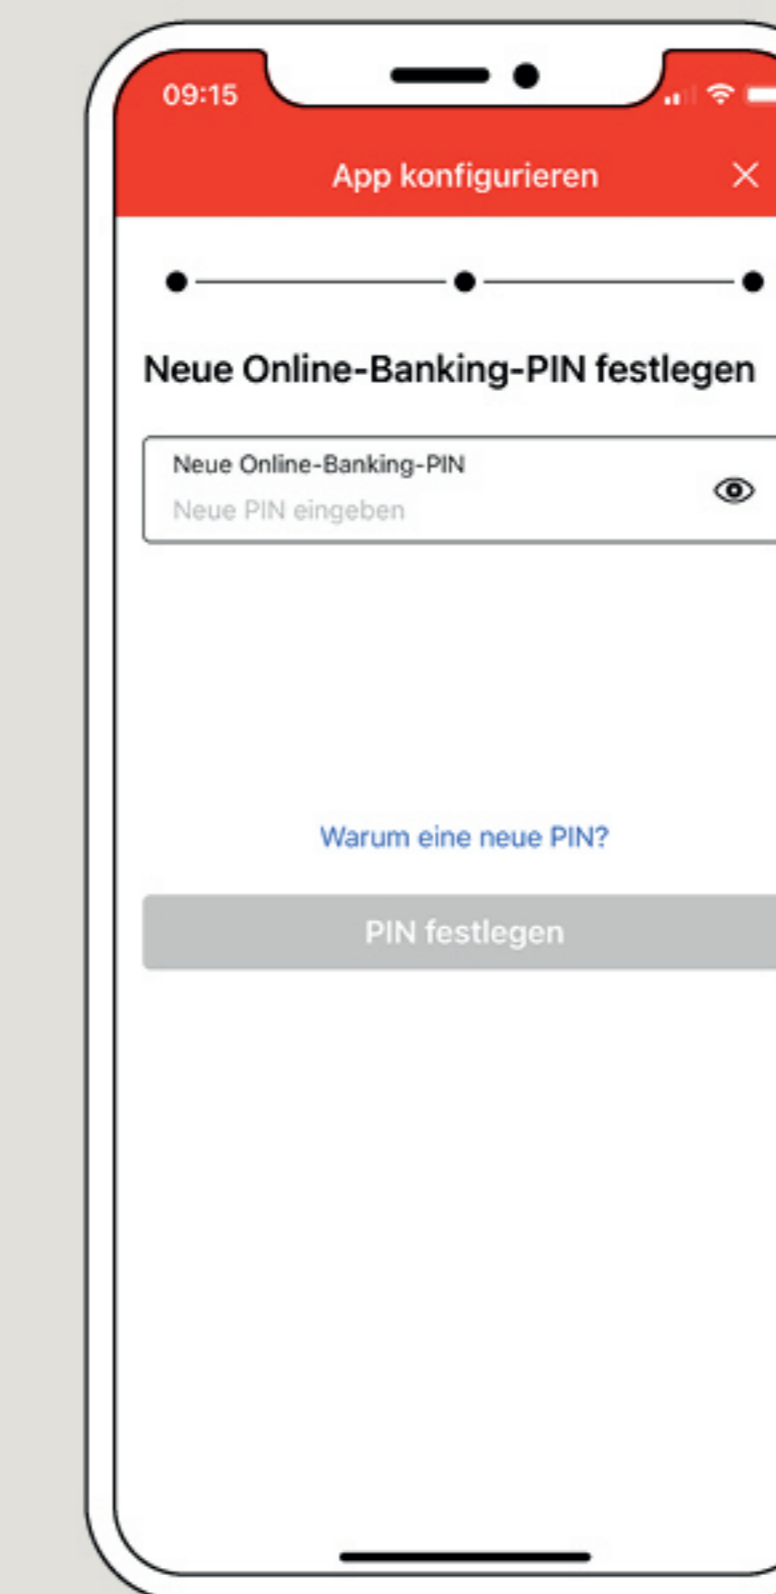 09:15
App konfigurieren
Neue Online-Banking-PIN festlegen
Neue Online-Banking-PIN
Neue PIN eingeben
Warum eine neue PIN?
PIN festlegen